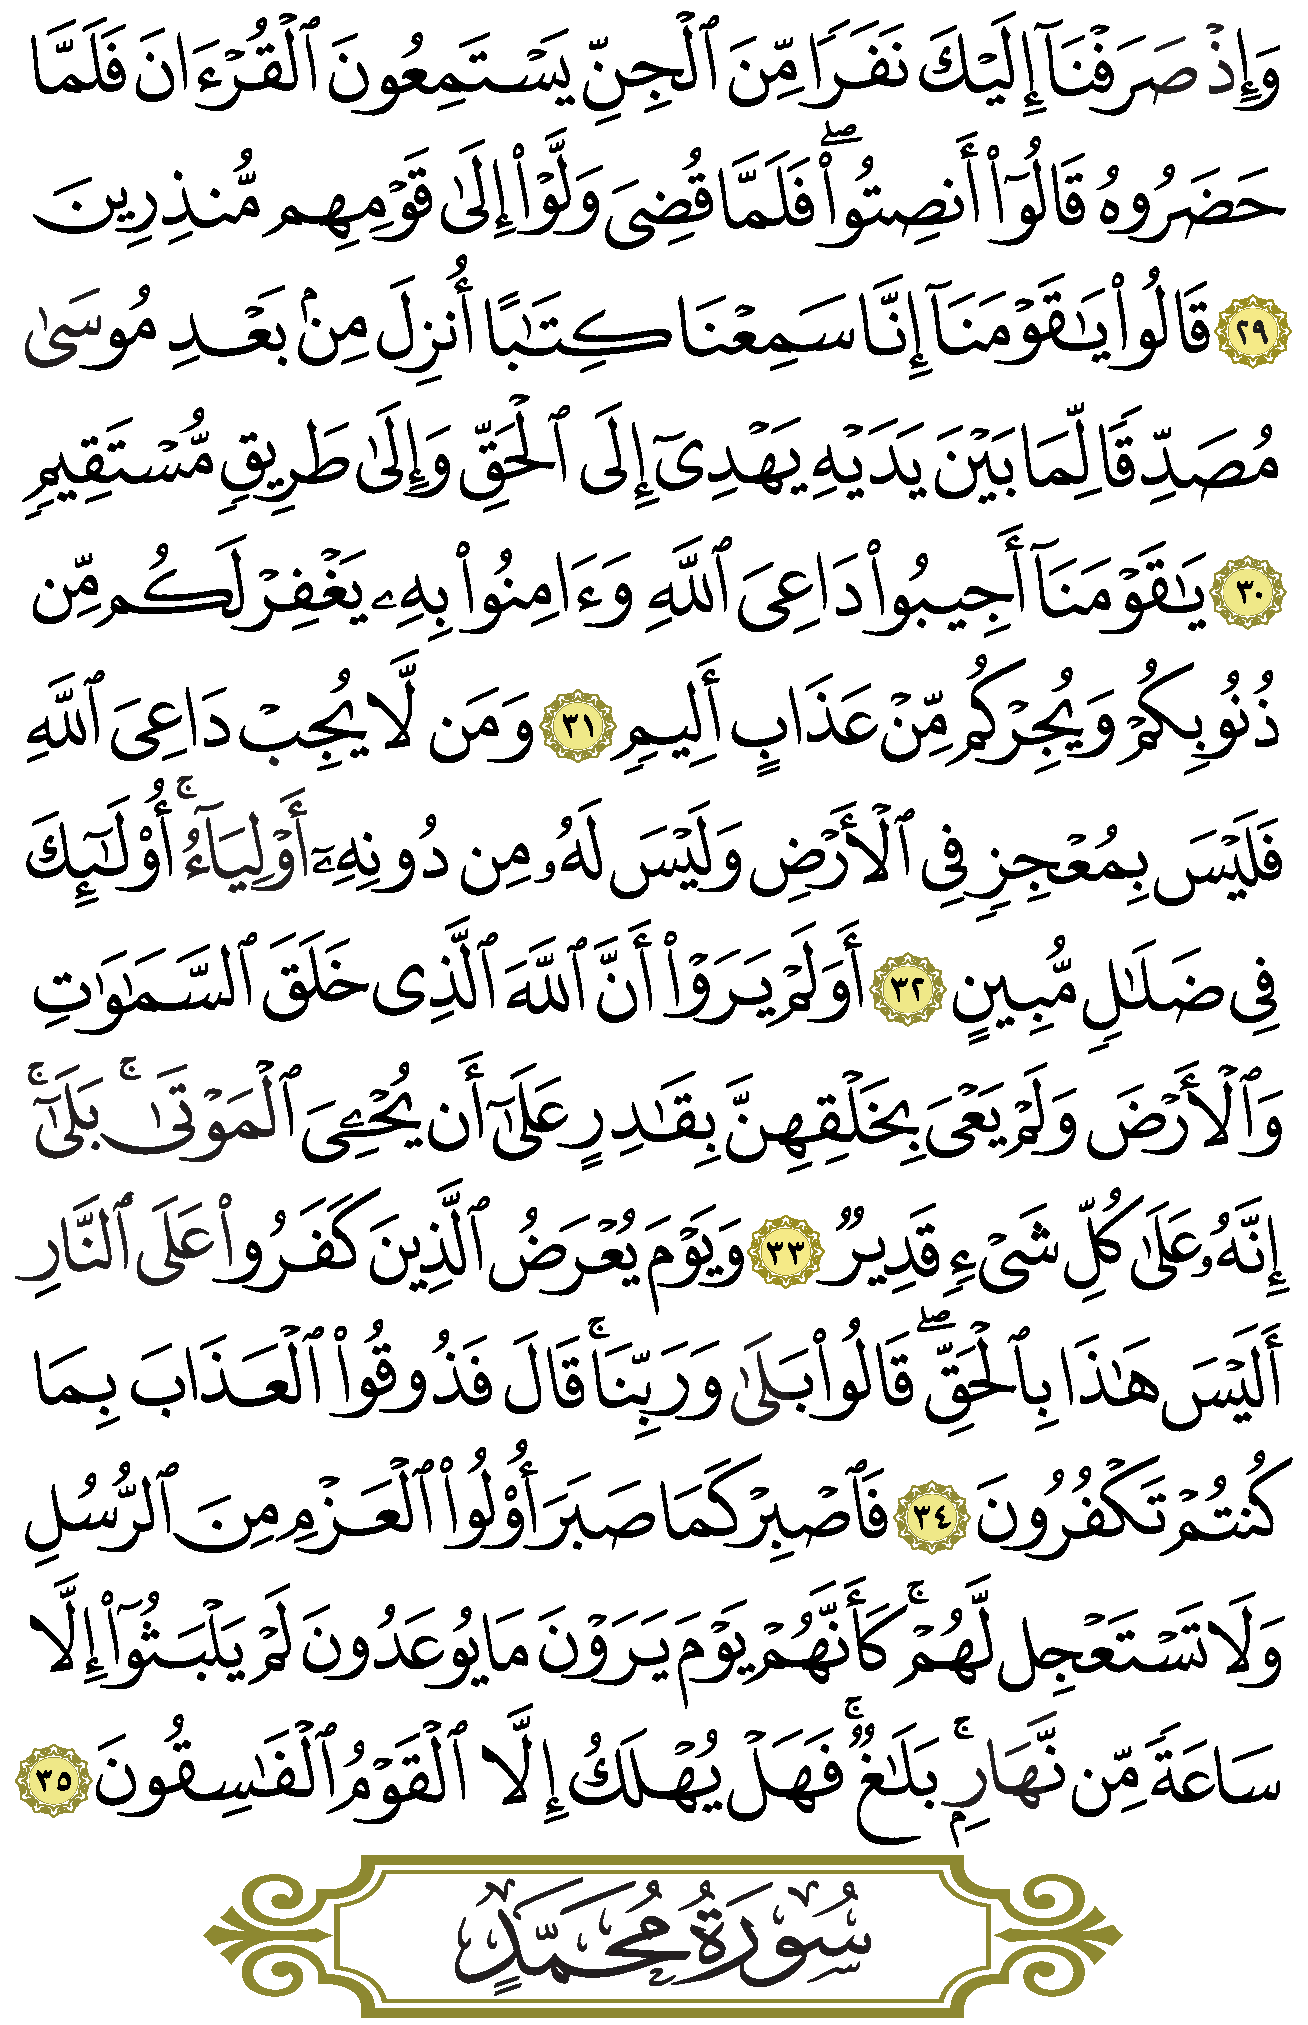 وَإِذۡ صَرَفۡنَآ إِلَيۡكَ نَفَرٗا مِّنَ ٱلۡجِنِّ يَسۡتَمِعُونَ ٱلۡقُرۡءَانَ فَلَمَّا
حَضَرُوهُ قَالُوٓاْ أَنصِتُواْۖ فَلَمَّا قُضِيَ وَلَّوۡاْ إِلَىٰ قَوۡمِهِم مُّنذِرِينَ
٢٩ قَالُواْ يَٰقَوۡمَنَآ إِنَّا سَمِعۡنَا كِتَٰبًا أُنزِلَ مِنۢ بَعۡدِ مُوسَىٰ
مُصَدِّقٗا لِّمَا بَيۡنَ يَدَيۡهِ يَهۡدِيٓ إِلَى ٱلۡحَقِّ وَإِلَىٰ طَرِيقٖ مُّسۡتَقِيمٖ
٣٠ يَٰقَوۡمَنَآ أَجِيبُواْ دَاعِيَ ٱللَّهِ وَءَامِنُواْ بِهِۦ يَغۡفِرۡ لَكُم مِّن
ذُنُوبِكُمۡ وَيُجِرۡكُم مِّنۡ عَذَابٍ أَلِيمٖ ٣١ وَمَن لَّا يُجِبۡ دَاعِيَ ٱللَّهِ
فَلَيۡسَ بِمُعۡجِزٖ فِي ٱلۡأَرۡضِ وَلَيۡسَ لَهُۥ مِن دُونِهِۦٓ أَوۡلِيَآءُۚ أُوْلَٰٓئِكَ
فِي ضَلَٰلٖ مُّبِينٍ ٣٢ أَوَلَمۡ يَرَوۡاْ أَنَّ ٱللَّهَ ٱلَّذِي خَلَقَ ٱلسَّمَٰوَٰتِ
وَٱلۡأَرۡضَ وَلَمۡ يَعۡيَ بِخَلۡقِهِنَّ بِقَٰدِرٍ عَلَىٰٓ أَن يُحۡـِۧيَ ٱلۡمَوۡتَىٰۚ بَلَىٰٓۚ
إِنَّهُۥ عَلَىٰ كُلِّ شَيۡءٖ قَدِيرٞ ٣٣ وَيَوۡمَ يُعۡرَضُ ٱلَّذِينَ كَفَرُواْ عَلَى ٱلنَّارِ
أَلَيۡسَ هَٰذَا بِٱلۡحَقِّۖ قَالُواْ بَلَىٰ وَرَبِّنَاۚ قَالَ فَذُوقُواْ ٱلۡعَذَابَ بِمَا
كُنتُمۡ تَكۡفُرُونَ ٣٤ فَٱصۡبِرۡ كَمَا صَبَرَ أُوْلُواْ ٱلۡعَزۡمِ مِنَ ٱلرُّسُلِ
وَلَا تَسۡتَعۡجِل لَّهُمۡۚ كَأَنَّهُمۡ يَوۡمَ يَرَوۡنَ مَا يُوعَدُونَ لَمۡ يَلۡبَثُوٓاْ إِلَّا
سَاعَةٗ مِّن نَّهَارِۭۚ بَلَٰغٞۚ فَهَلۡ يُهۡلَكُ إِلَّا ٱلۡقَوۡمُ ٱلۡفَٰسِقُونَ ٣٥
سُورَةُ مُحَمَّدٍ